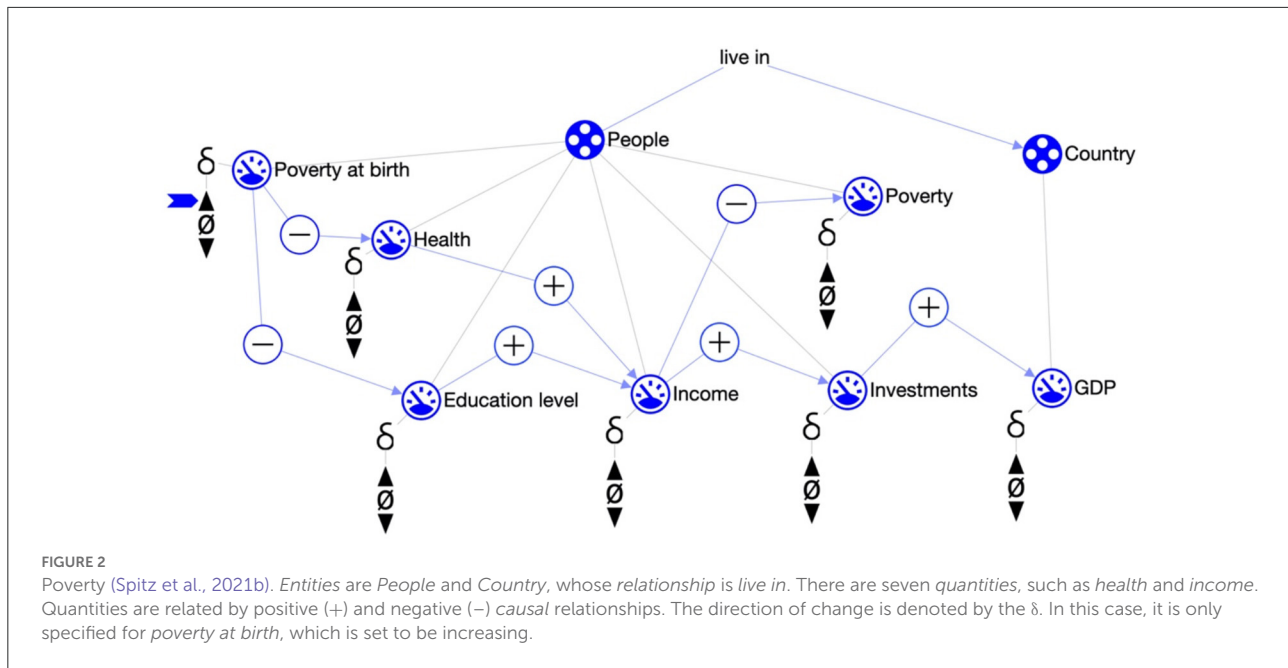 live in
People
Country
δ
Poverty at birth
Ø
−
Health
δ
Ø
−
Poverty
δ
Ø
+
−
+
+
+
Education level
δ
Ø
Income
δ
Ø
Investments
δ
Ø
GDP
δ
Ø
FIGURE 2
Poverty (Spitz et al., 2021b). Entities are People and Country, whose relationship is live in. There are seven quantities, such as health and income.
Quantities are related by positive (+) and negative (−) causal relationships. The direction of change is denoted by the δ. In this case, it is only
specified for poverty at birth, which is set to be increasing.